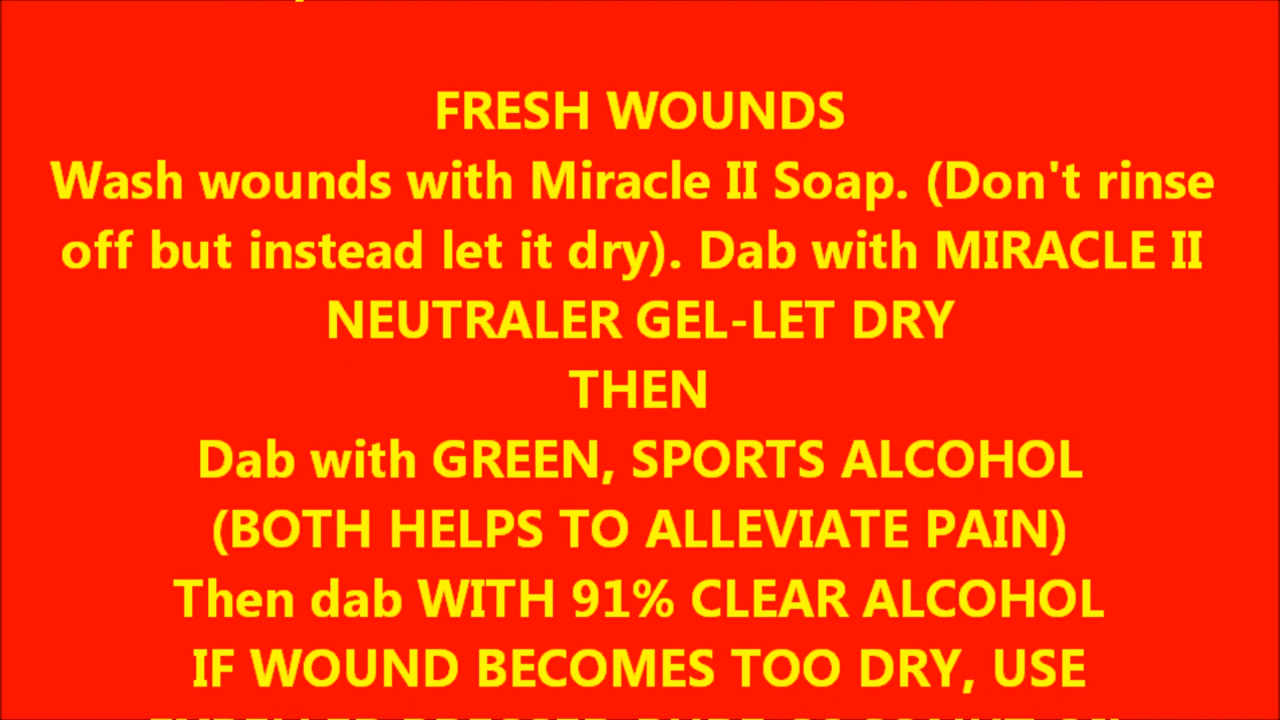 FRESH WOUNDS
Wash wounds with Miracle II Soap. (Don't rinse
off but instead let it dry). Dab with MIRACLE II
NEUTRALER GEL-LET DRY
THEN
Dab with GREEN, SPORTS ALCOHOL
(BOTH HELPS TO ALLEVIATE PAIN)
Then dab WITH 91% CLEAR ALCOHOL
IF WOUND BECOMES TOO DRY, USE